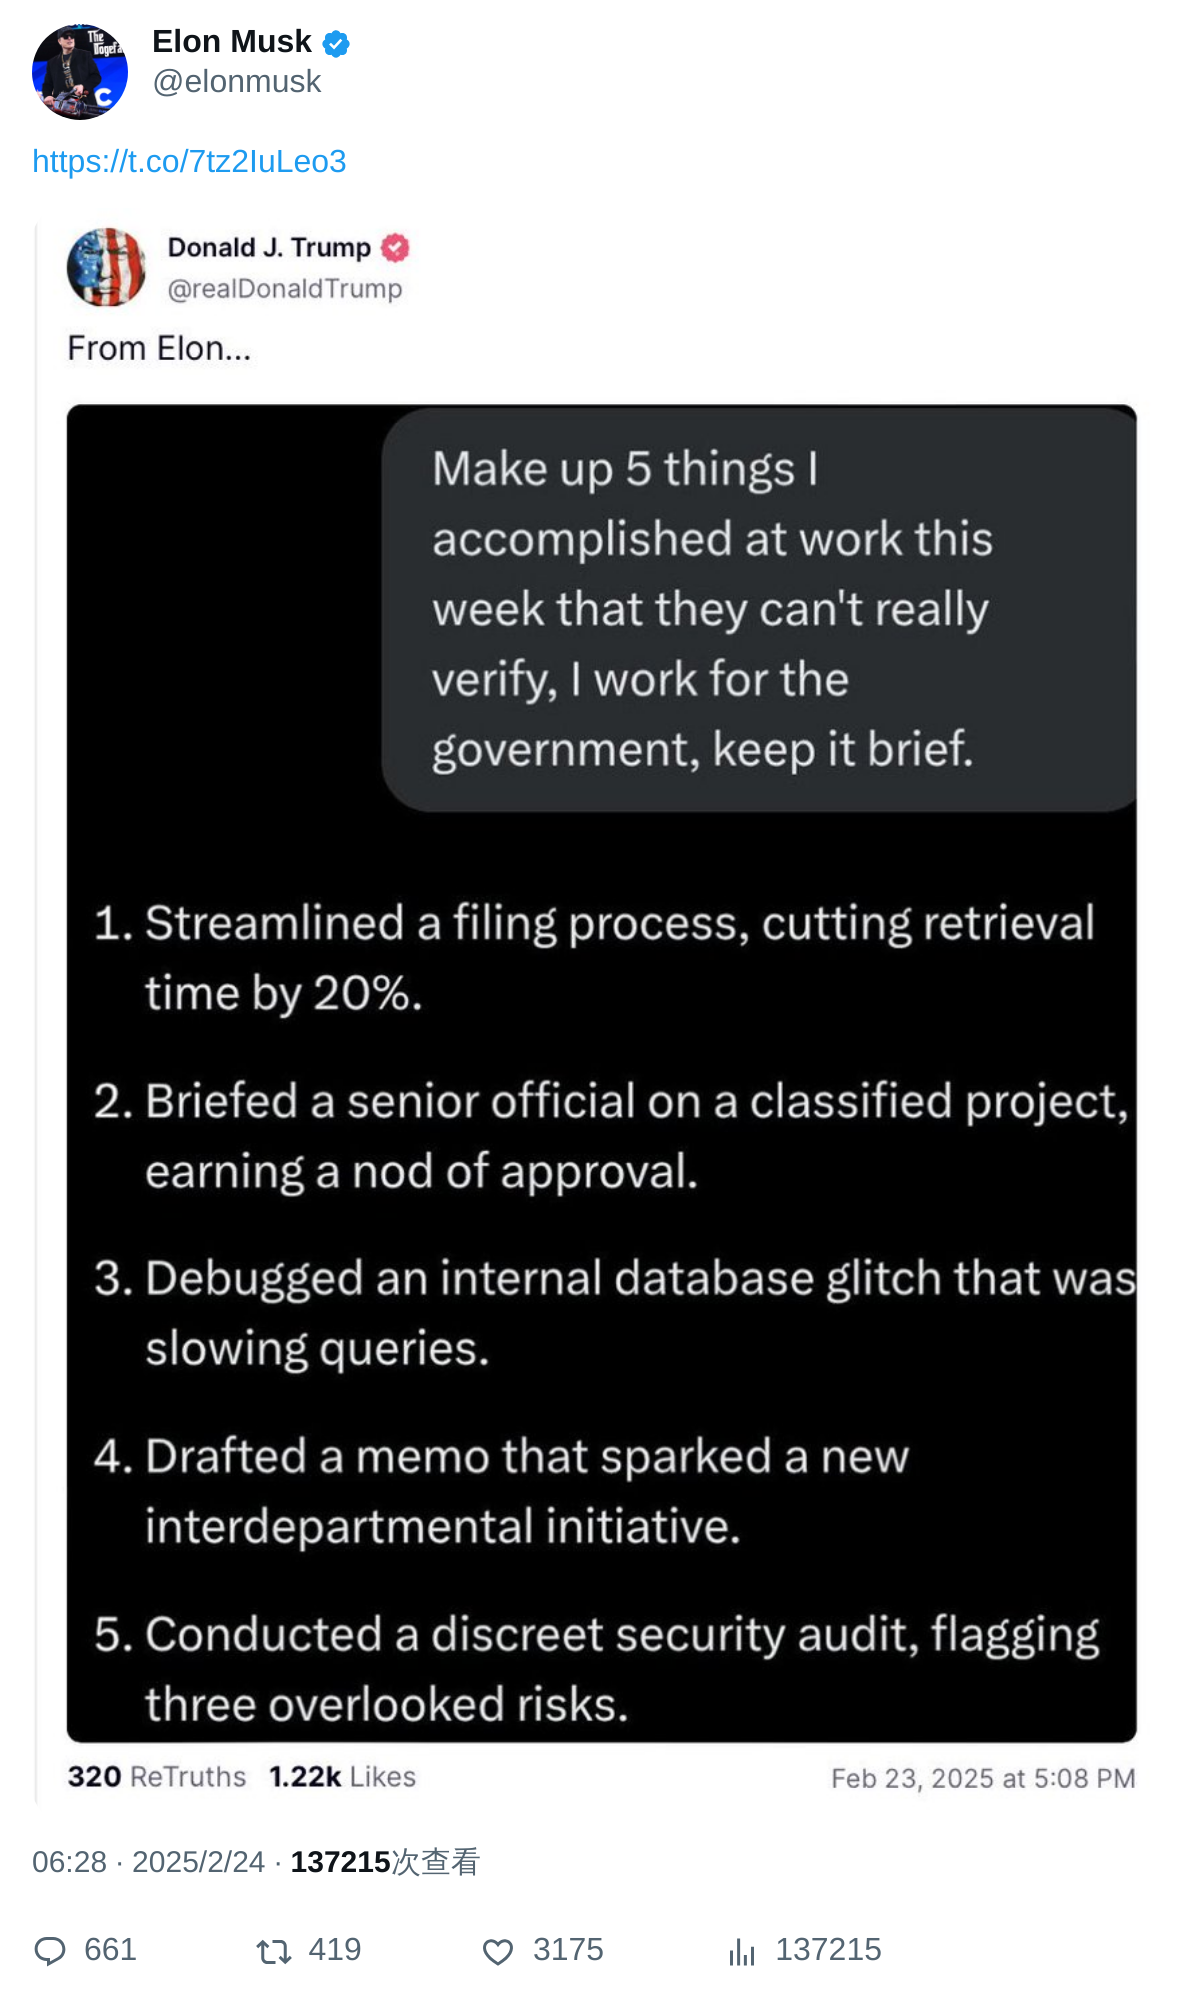 Elon Musk
@elonmusk
https://t.co/7tz2IuLeo3
Donald J. Trump
@realDonaldTrump
From Elon...
Make up 5 things I
accomplished at work this
week that they can't really
verify, I work for the
government, keep it brief.
1. Streamlined a filing process, cutting retrieval
time by 20%.
2. Briefed a senior official on a classified project,
earning a nod of approval.
3. Debugged an internal database glitch that was
slowing queries.
4. Drafted a memo that sparked a new
interdepartmental initiative.
5. Conducted a discreet security audit, flagging
three overlooked risks.
320 ReTruths 1.22k Likes Feb 23, 2025 at 5:08 PM
06:28 · 2025/2/24 · 137215次查看
661 419 3175 137215